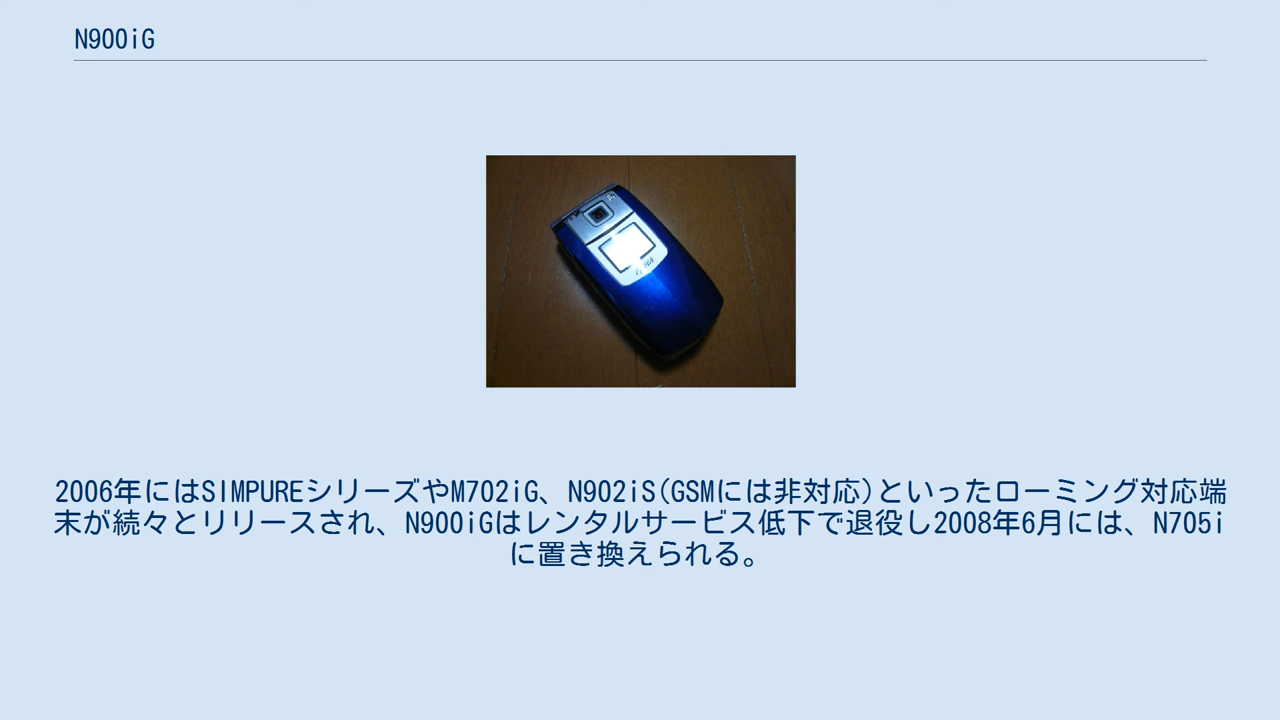 N900iG
2006年にはSIMPUREシリーズやM702iG、N902iS(GSMには非対応)といったローミング対応端
末が続々とリリースされ、N900iGはレンタルサービス低下で退役し2008年6月には、N705i
に置き換えられる。